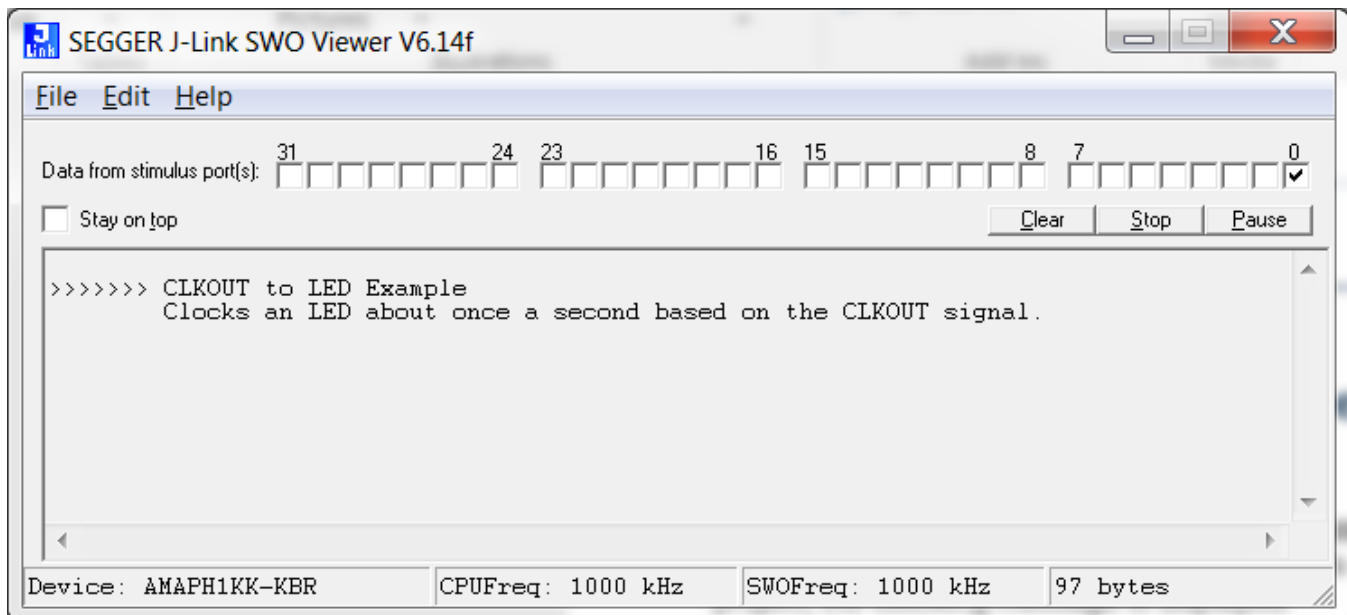 J Link SEGGER J-Link SWO Viewer V6.14f
File Edit Help
31 24 23 16 15 8 7 0
Data from stimulus port(s):
Stay on top Clear Stop Pause
>>>>>>> CLKOUT to LED Example
Clocks an LED about once a second based on the CLKOUT signal.
Device: AMAPH1KK-KBR CPUFreq: 1000 kHz SWOFreq: 1000 kHz 97 bytes